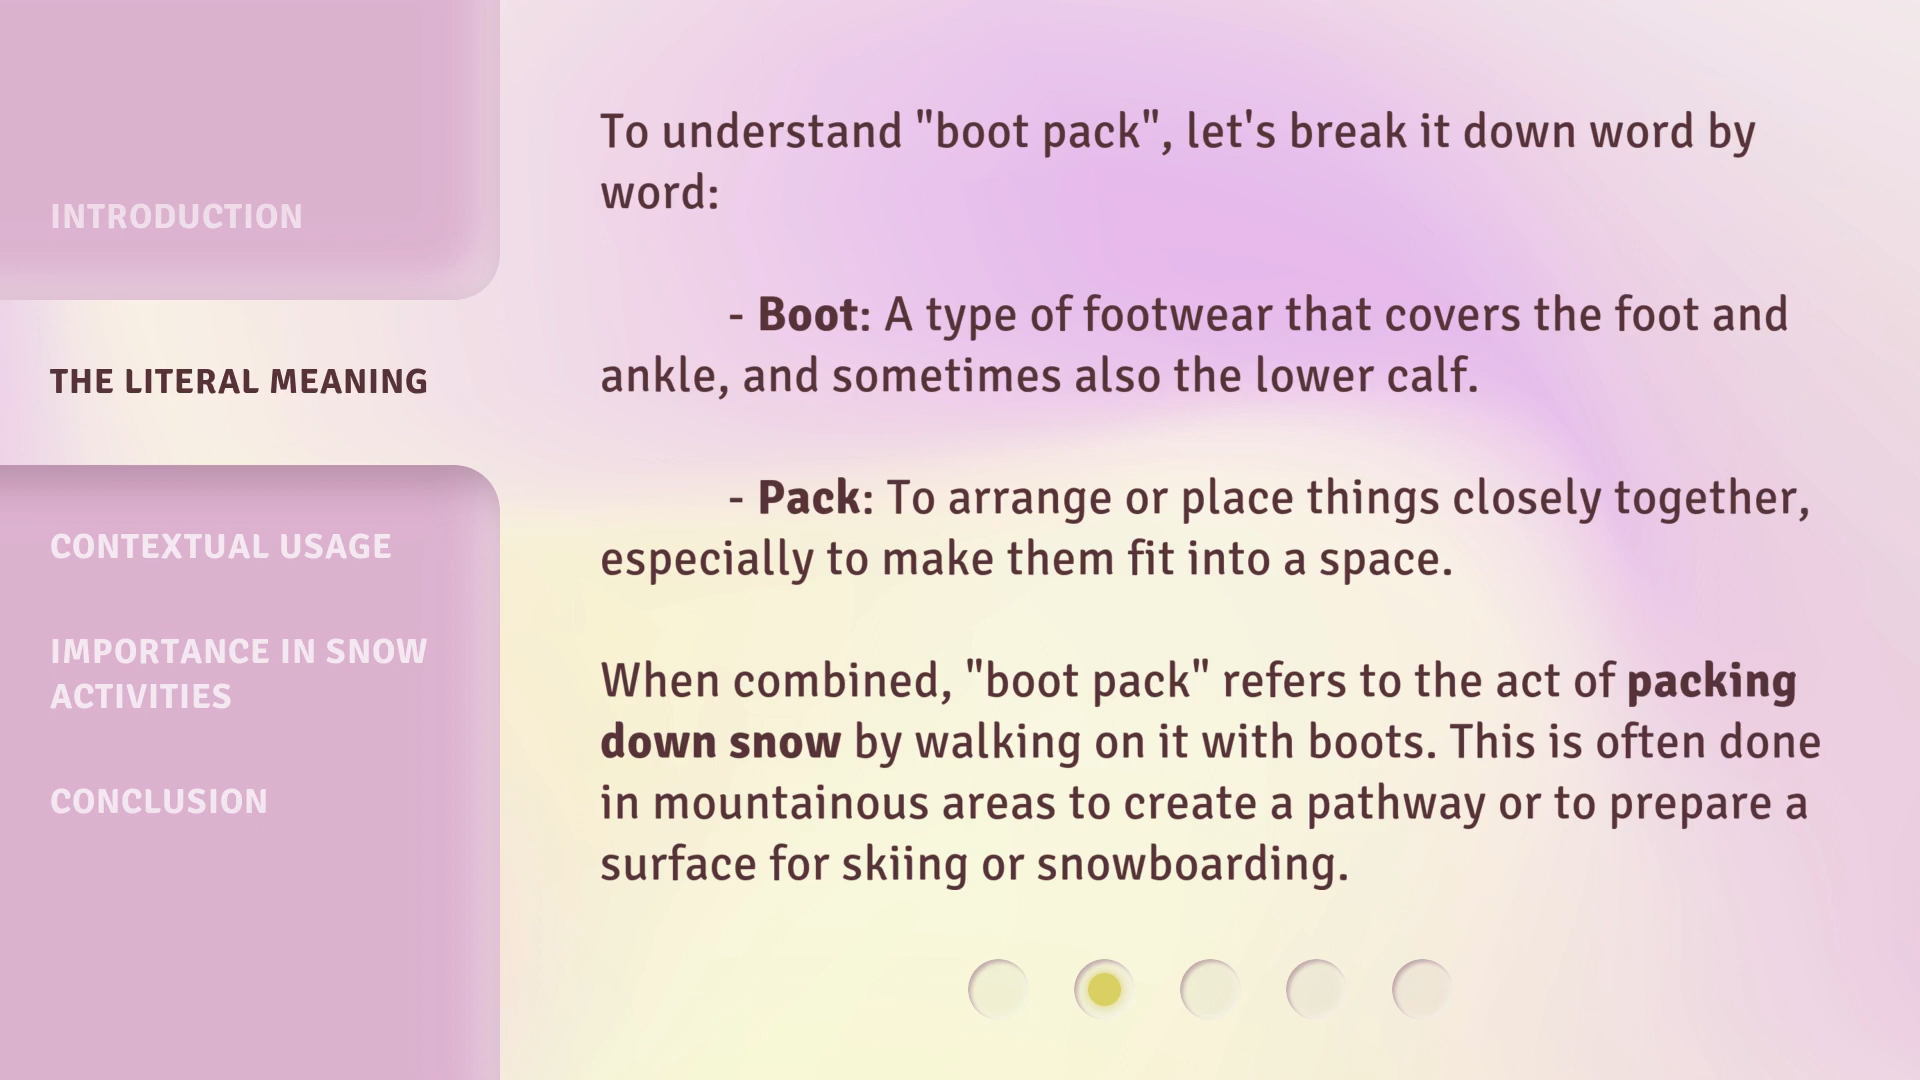 INTRODUCTION
THE LITERAL MEANING
CONTEXTUAL USAGE
IMPORTANCE IN SNOW
ACTIVITIES
CONCLUSION
To understand "boot pack", let's break it down word by
word:
- Boot: A type of footwear that covers the foot and
ankle, and sometimes also the lower calf.
- Pack: To arrange or place things closely together,
especially to make them fit into a space.
When combined, "boot pack" refers to the act of packing
down snow by walking on it with boots. This is often done
in mountainous areas to create a pathway or to prepare a
surface for skiing or snowboarding.